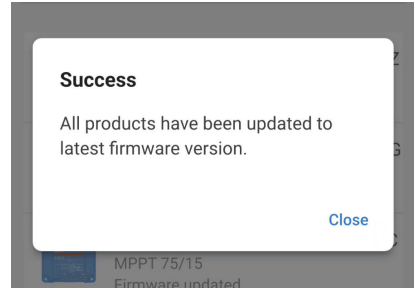 Z
Success
All products have been updated to
latest firmware version.
G
Close
C
MPPT 75/15
Firmware updated